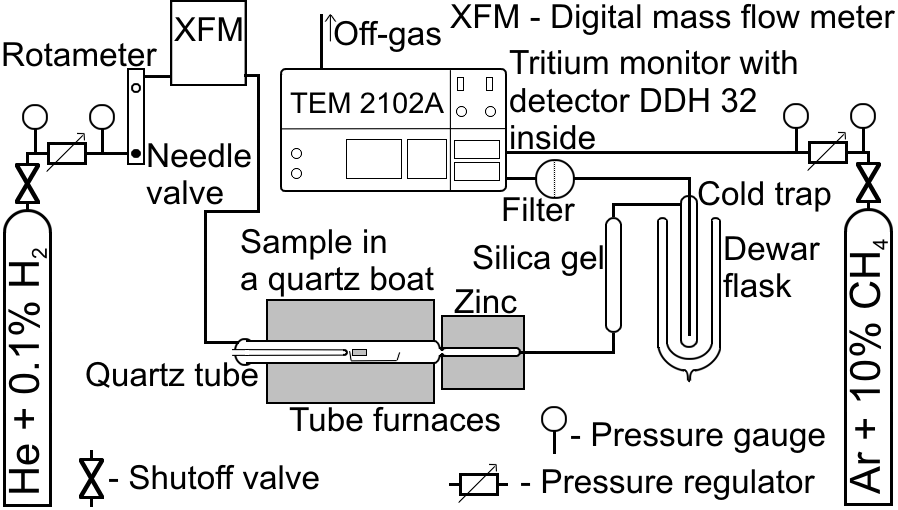 XFM
XFM - Digital mass flow meter
Off-gas
Rotameter
Tritium monitor with
detector DDH 32
inside
TEM 2102A
Needle
valve
Filter
Cold trap
Sample in
a quartz boat
Silica gel
Dewar
flask
Zinc
Quartz tube
Tube furnaces
He + 0.1% H₂
Ar + 10% CH₄
- Pressure gauge
- Shutoff valve
- Pressure regulator